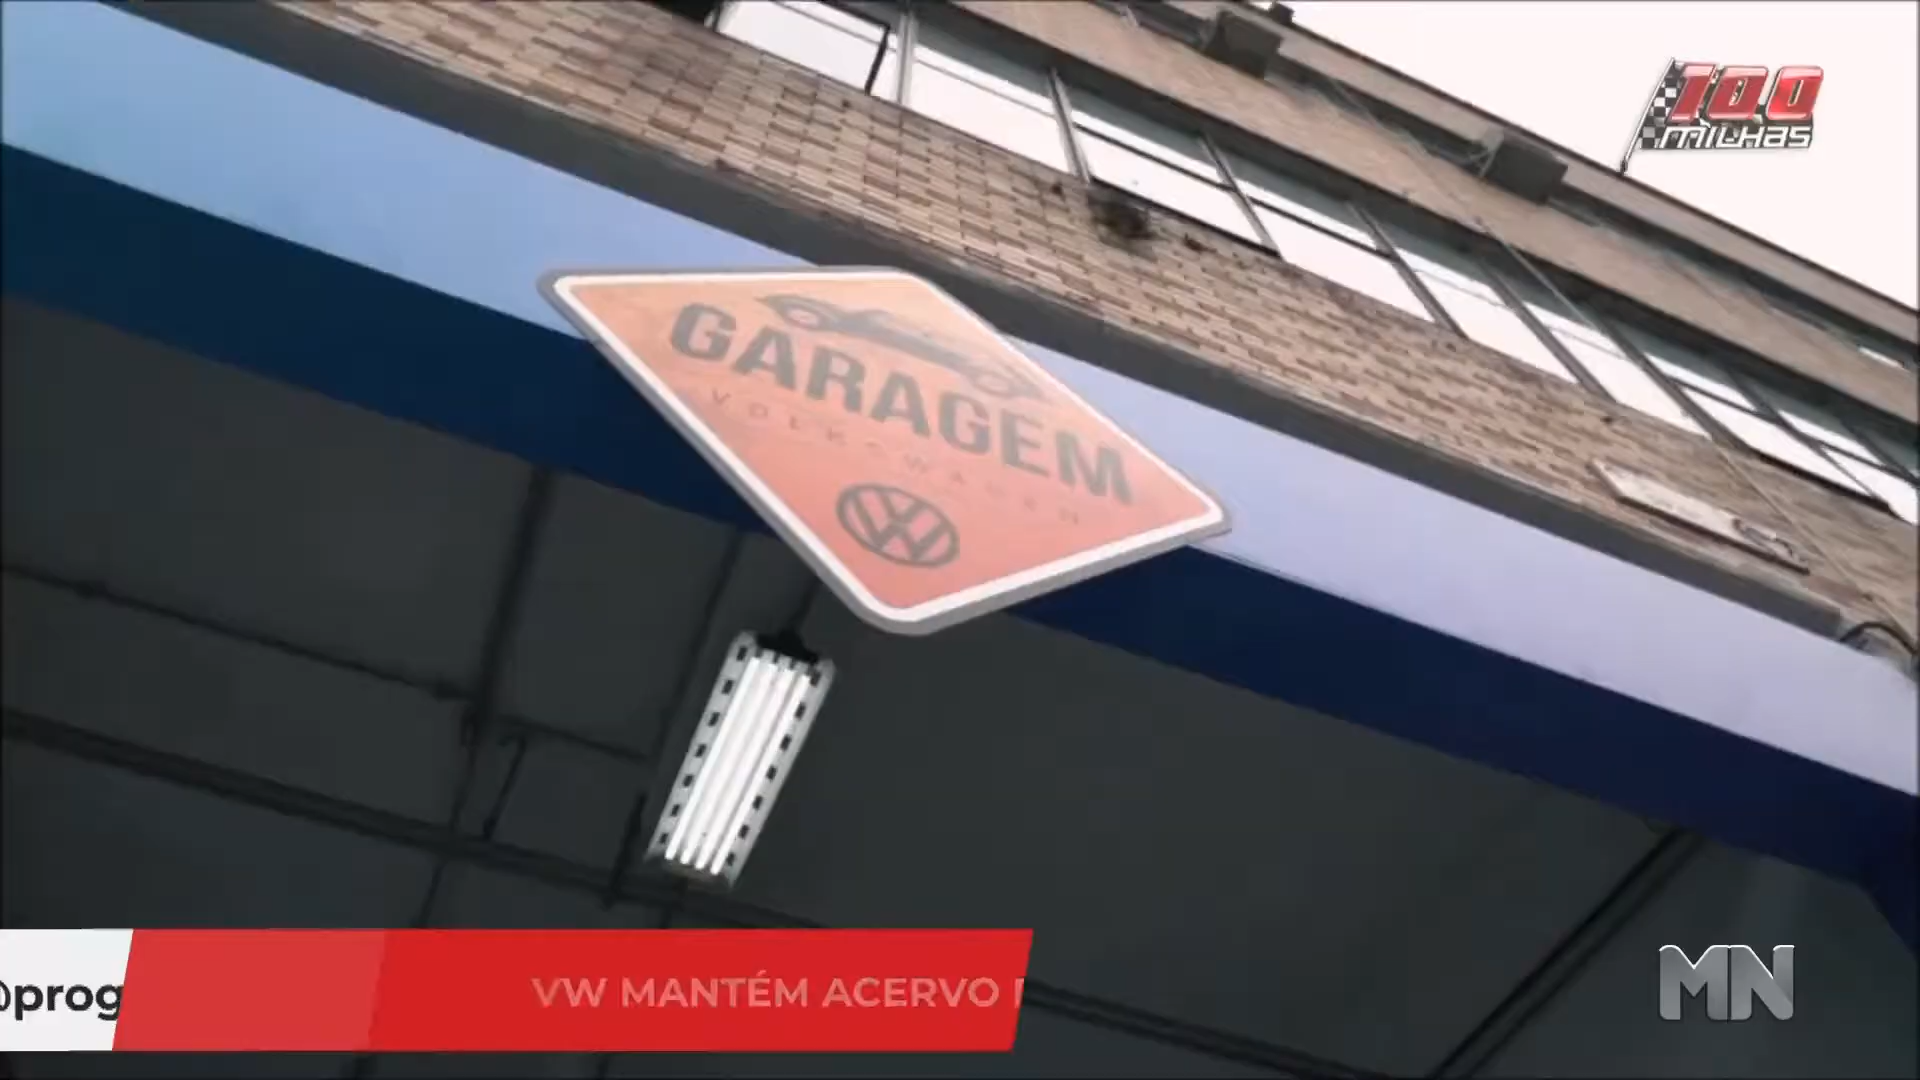 100
MILHAS
GARAGEM
VOLKSWAGEN
@prog
VW MANTÉM ACERVO
MN